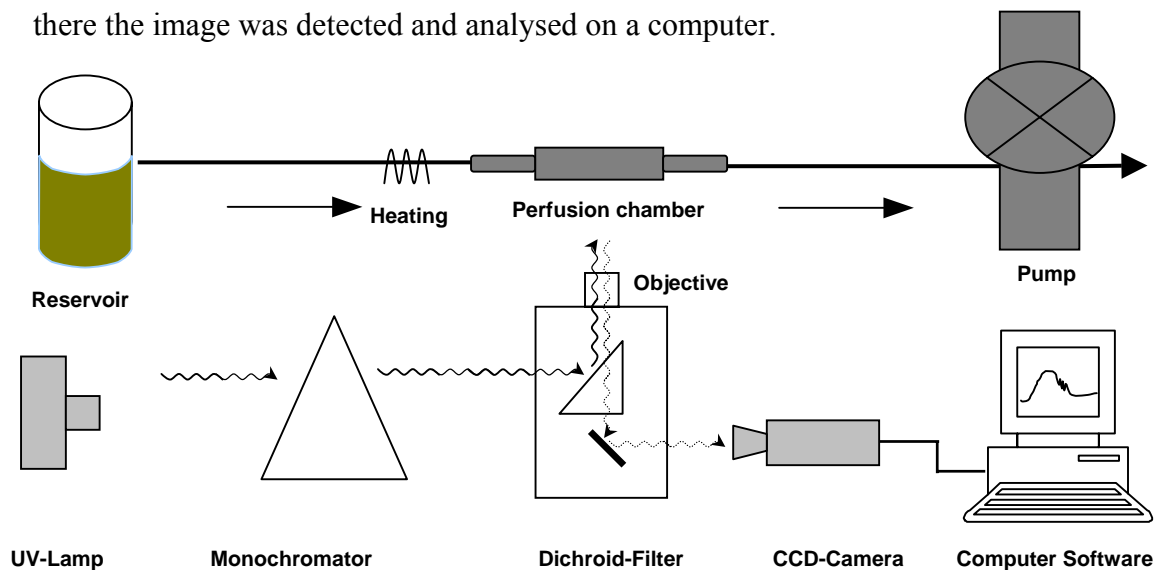 there the image was detected and analysed on a computer.
Heating
Perfusion chamber
Objective
Pump
Reservoir
UV-Lamp
Monochromator
Dichroid-Filter
CCD-Camera
Computer Software